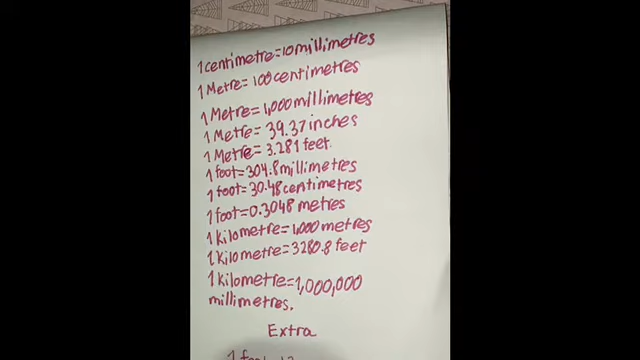 1 centimetre=10 millimetres
1 Metre=100 centimetres
1 Metre=1,000 millimetres
1 Metre=39.37 inches
1 Metre=3.281 feet.
1 foot=304.8 millimetres
1 foot=30.48 centimetres
1 foot=0.3048 metres
1 kilometre=1,000 metres
1 kilometre=3280.8 feet
1 kilometre=1,000,000
millimetres.
Extra